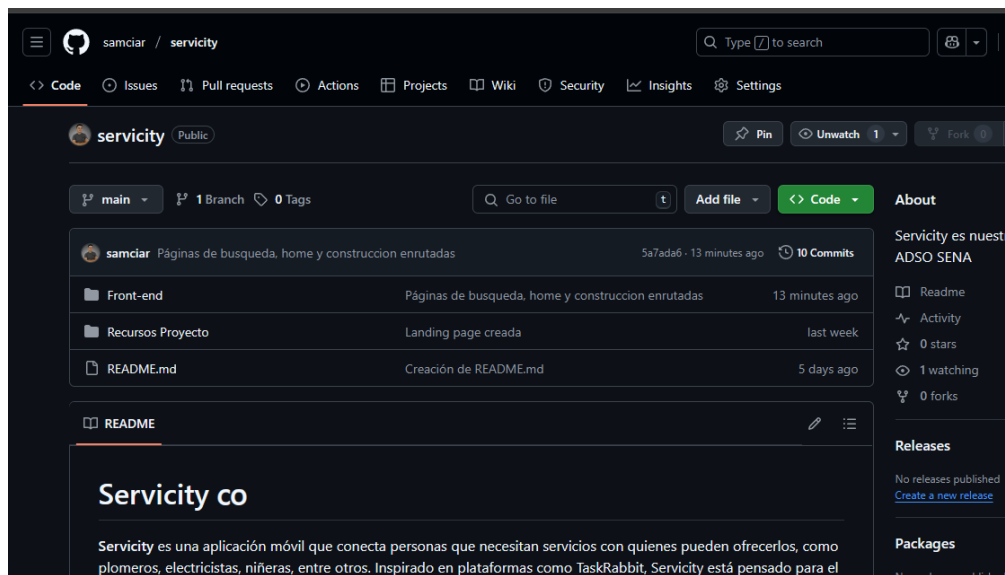 samciar / servicity
Type / to search
Code Issues Pull requests Actions Projects Wiki Security Insights Settings
servicity Public
Pin Unwatch 1 Fork 0
main 1 Branch 0 Tags Go to file t Add file Code
samciar Páginas de busqueda, home y construccion enrutadas 5a7ada6 · 13 minutes ago 10 Commits
Front-end Páginas de busqueda, home y construccion enrutadas 13 minutes ago
Recursos Proyecto Landing page creada last week
README.md Creación de README.md 5 days ago
README
Servicity co
Servicity es una aplicación móvil que conecta personas que necesitan servicios con quienes pueden ofrecerlos, como
plomeros, electricistas, niñeras, entre otros. Inspirado en plataformas como TaskRabbit, Servicity está pensado para el
About
Servicity es nuest
ADSO SENA
Readme
Activity
0 stars
1 watching
0 forks
Releases
No releases published
Create a new release
Packages